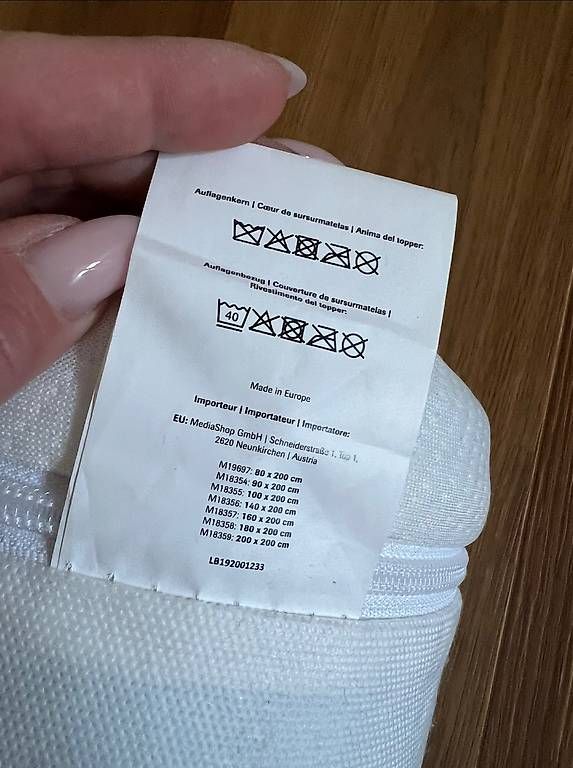 Auflagenkern | Cœur de sursurmatelas | Anima del topper:
Auflagenbezug | Couverture de sursurmatelas |
Rivestimento del topper:
40
Made in Europe
Importeur | Importateur | Importatore:
EU: MediaShop GmbH | Schneiderstraße 1, Top 1,
2620 Neunkirchen | Austria
M19697: 80 x 200 cm
M18354: 90 x 200 cm
M18355: 100 x 200 cm
M18356: 140 x 200 cm
M18357: 160 x 200 cm
M18358: 180 x 200 cm
M18359: 200 x 200 cm
LB192001233